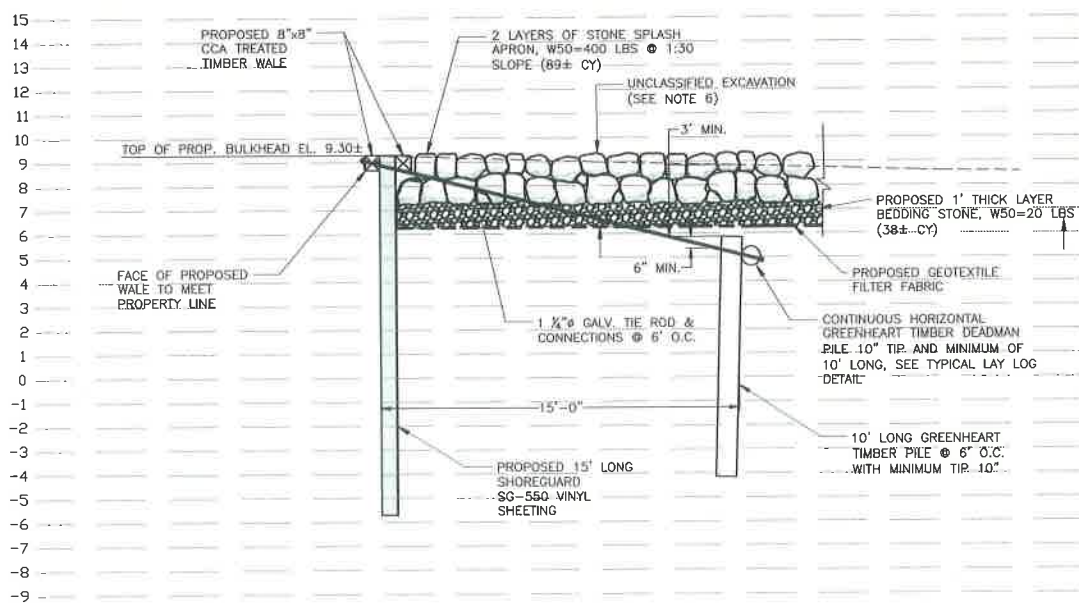 15
14
13
12
11
10
9
8
7
6
5
4
3
2
1
0
-1
-2
-3
-4
-5
-6
-7
-8
-9
PROPOSED 8"x8"
CCA TREATED
TIMBER WALE
2 LAYERS OF STONE SPLASH
APRON, W50=400 LBS @ 1:30
SLOPE (89± CY)
UNCLASSIFIED EXCAVATION
(SEE NOTE 6)
3' MIN.
TOP OF PROP. BULKHEAD EL. 9.30±
PROPOSED 1' THICK LAYER
BEDDING STONE, W50=20 LBS
(38± CY)
6" MIN.
FACE OF PROPOSED
WALE TO MEET
PROPERTY LINE
PROPOSED GEOTEXTILE
FILTER FABRIC
1 ¼"ø GALV. TIE ROD &
CONNECTIONS @ 6' O.C.
CONTINUOUS HORIZONTAL
GREENHEART TIMBER DEADMAN
PILE 10" TIP AND MINIMUM OF
10' LONG, SEE TYPICAL LAY LOG
DETAIL
15'-0"
10' LONG GREENHEART
TIMBER PILE @ 6' O.C.
WITH MINIMUM TIP 10"
PROPOSED 15' LONG
SHOREGUARD
SG-550 VINYL
SHEETING